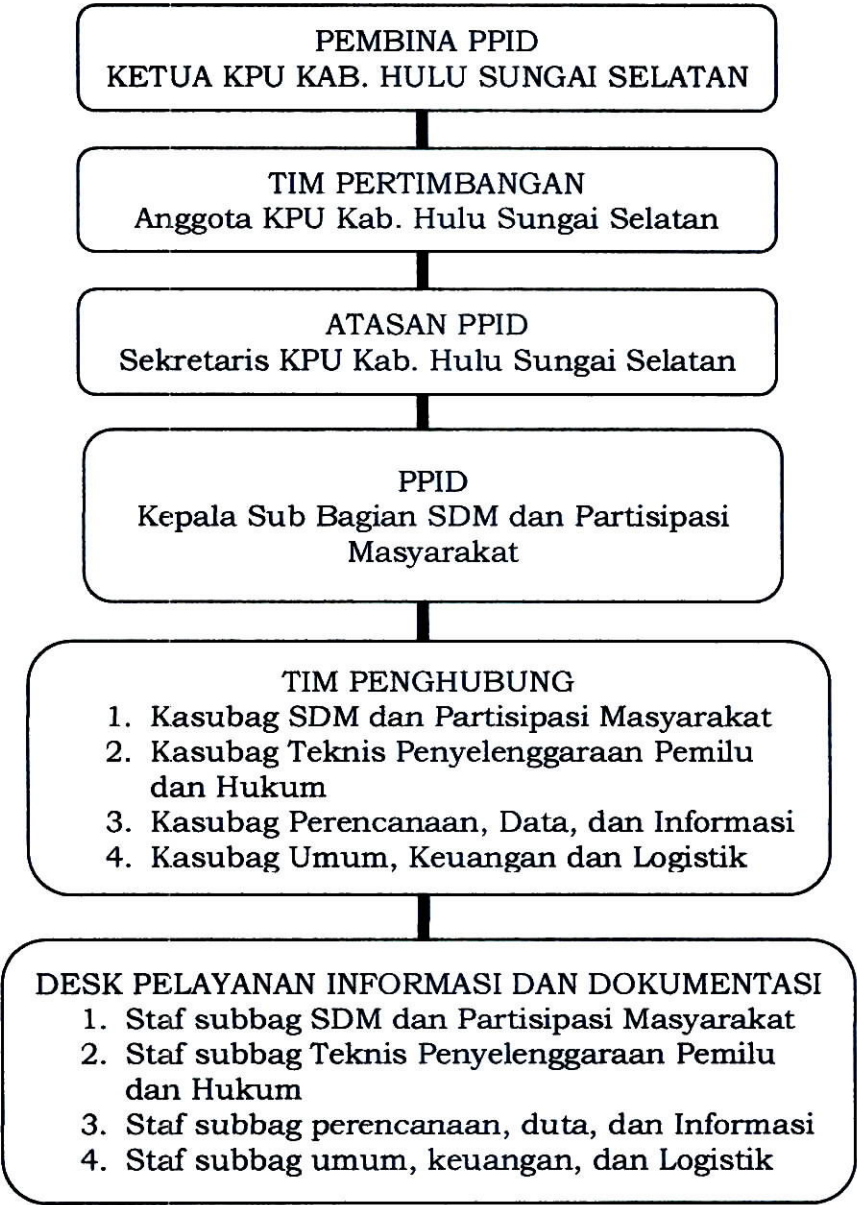 PEMBINA PPID
KETUA KPU KAB. HULU SUNGAI SELATAN
TIM PERTIMBANGAN
Anggota KPU Kab. Hulu Sungai Selatan
ATASAN PPID
Sekretaris KPU Kab. Hulu Sungai Selatan
PPID
Kepala Sub Bagian SDM dan Partisipasi
Masyarakat
TIM PENGHUBUNG
1. Kasubag SDM dan Partisipasi Masyarakat
2. Kasubag Teknis Penyelenggaraan Pemilu
dan Hukum
3. Kasubag Perencanaan, Data, dan Informasi
4. Kasubag Umum, Keuangan dan Logistik
DESK PELAYANAN INFORMASI DAN DOKUMENTASI
1. Staf subbag SDM dan Partisipasi Masyarakat
2. Staf subbag Teknis Penyelenggaraan Pemilu
dan Hukum
3. Staf subbag perencanaan, duta, dan Informasi
4. Staf subbag umum, keuangan, dan Logistik